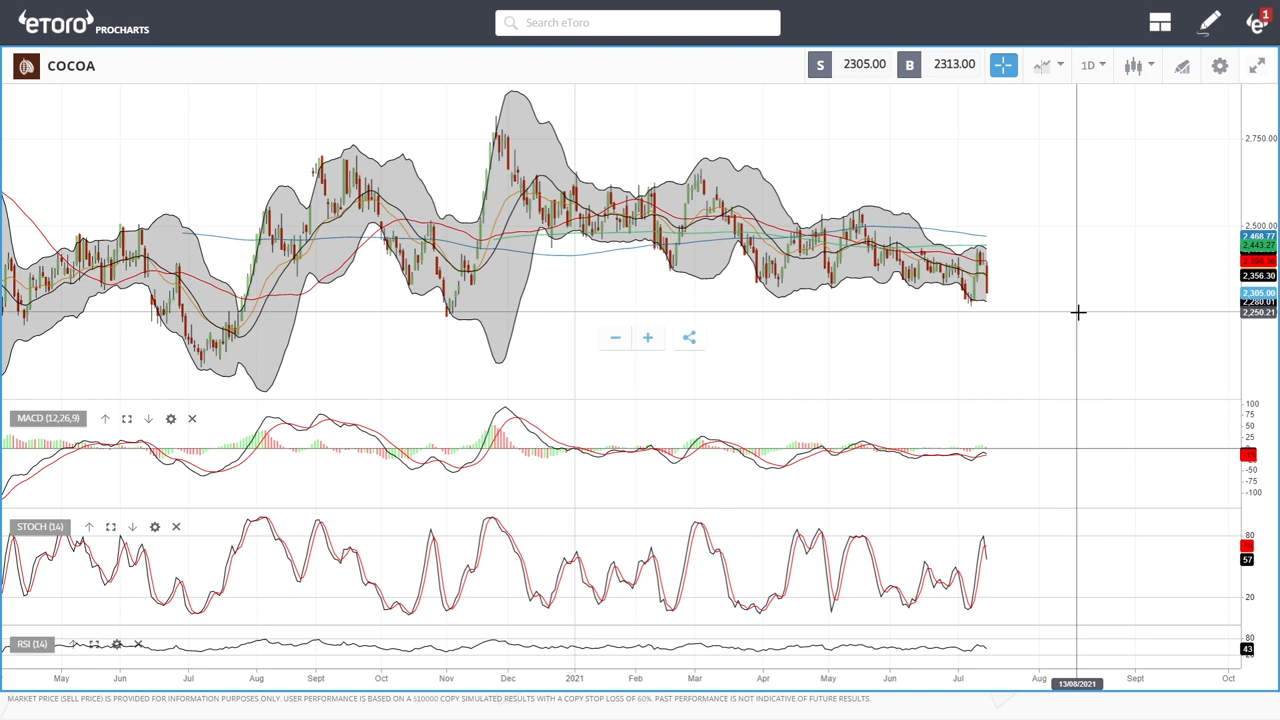 eToro PROCHARTS
Search eToro
1
COCOA
S 2305.00 B 2313.00
1D
2,750.00
2,500.00
2,468.77
2,443.27
2,356.30
2,305.00
2,280.01
2,250.21
MACD (12,26,9)
100
75
50
25
-50
-75
-100
STOCH (14)
80
57
20
RSI (14)
80
43
May Jun Jul Aug Sept Oct Nov Dec 2021 Feb Mar Apr May Jun Jul Aug Sept Oct
13/08/2021
MARKET PRICE (SELL PRICE) IS PROVIDED FOR INFORMATION PURPOSES ONLY. USER PERFORMANCE IS BASED ON A $10000 COPY SIMULATED RESULTS WITH A COPY STOP LOSS OF 60%. PAST PERFORMANCE IS NOT INDICATIVE OF FUTURE RESULTS.